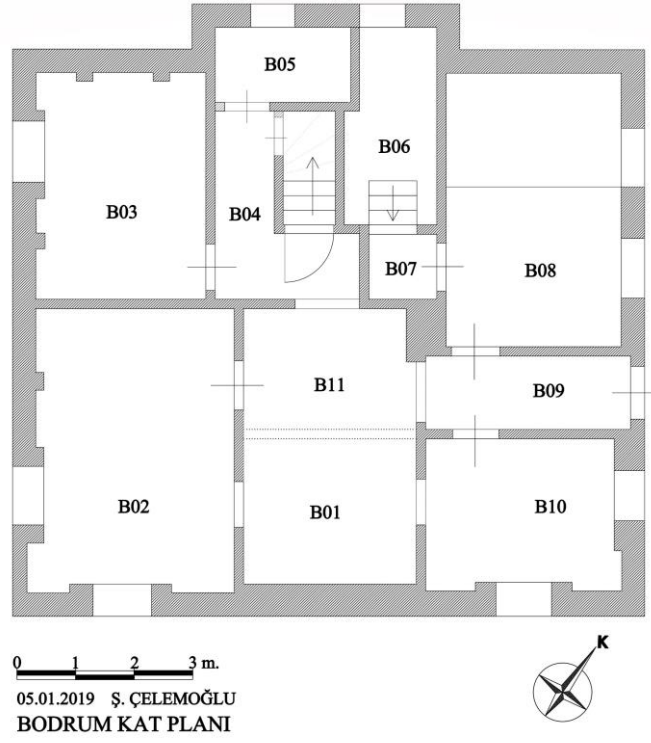 B05
B06
B03
B04
B07
B08
B11
B09
B02
B01
B10
0 1 2 3 m.
05.01.2019 Ş. ÇELEMOĞLU
BODRUM KAT PLANI
K